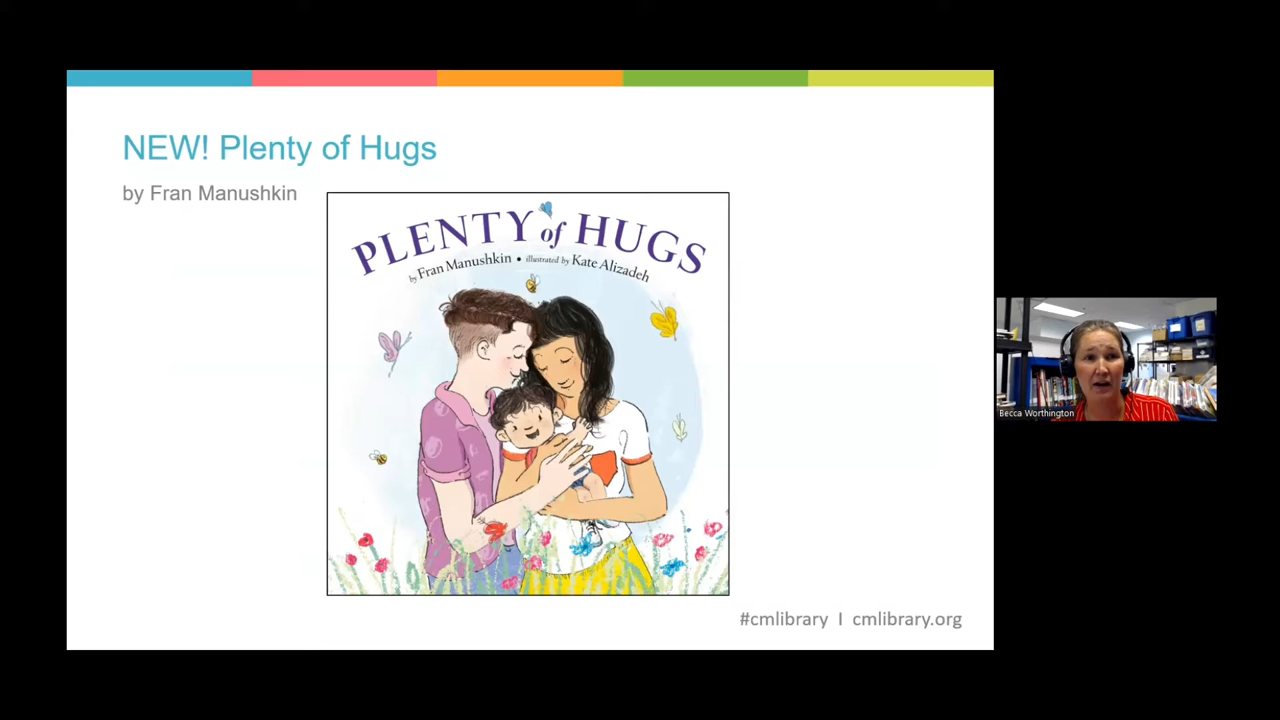 NEW! Plenty of Hugs
by Fran Manushkin
PLENTY of HUGS
by Fran Manushkin • illustrated by Kate Alizadeh
Becca Worthington
#cmlibrary I cmlibrary.org